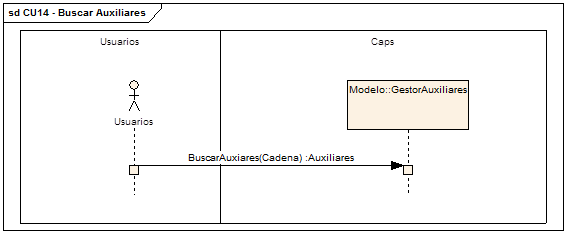 sd CU14 - Buscar Auxiliares
Usuarios
Caps
Modelo::GestorAuxiliares
Usuarios
BuscarAuxiares(Cadena) :Auxiliares